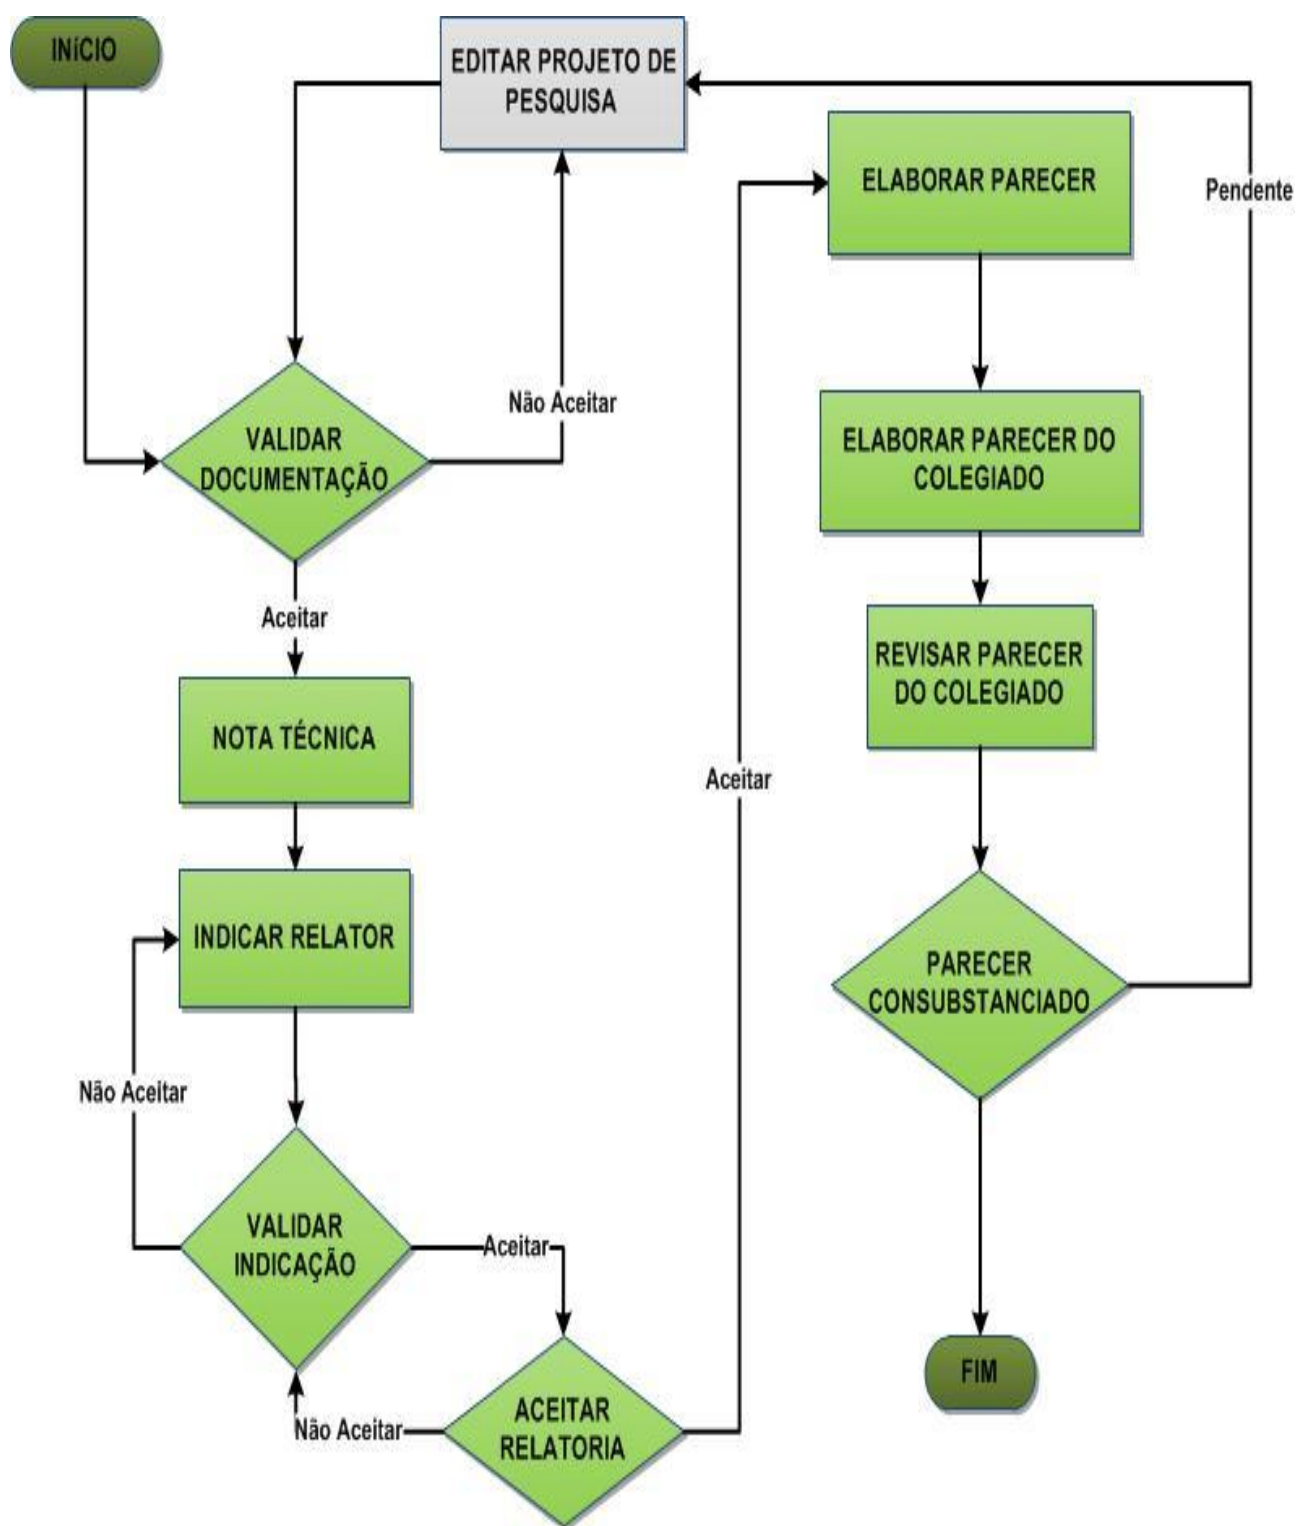 INíCIO
EDITAR PROJETO DE
PESQUISA
ELABORAR PARECER
Pendente
Não Aceitar
VALIDAR
DOCUMENTAÇÃO
ELABORAR PARECER DO
COLEGIADO
Aceitar
REVISAR PARECER
DO COLEGIADO
NOTA TÉCNICA
Aceitar
INDICAR RELATOR
PARECER
CONSUBSTANCIADO
Não Aceitar
VALIDAR
INDICAÇÃO
Aceitar
FIM
ACEITAR
RELATORIA
Não Aceitar